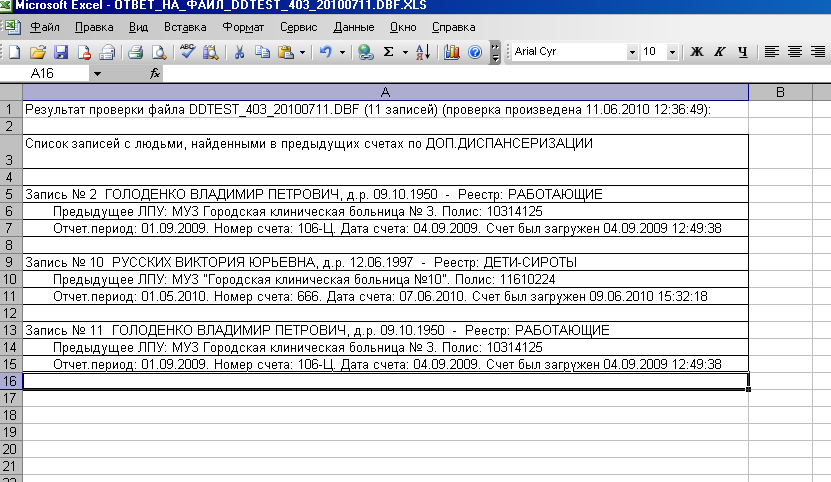 Microsoft Excel - ОТВЕТ_НА_ФАЙЛ_DDTEST_403_20100711.DBF.XLS
Файл Правка Вид Вставка Формат Сервис Данные Окно Справка
Arial Cyr 10 Ж К Ч
A16 fx
A B
1 Результат проверки файла DDTEST_403_20100711.DBF (11 записей) (проверка произведена 11.06.2010 12:36:49):
2
3 Список записей с людьми, найденными в предыдущих счетах по ДОП.ДИСПАНСЕРИЗАЦИИ
4
5 Запись № 2 ГОЛОДЕНКО ВЛАДИМИР ПЕТРОВИЧ, д.р. 09.10.1950 - Реестр: РАБОТАЮЩИЕ
6 Предыдущее ЛПУ: МУЗ Городская клиническая больница № 3. Полис: 10314125
7 Отчет.период: 01.09.2009. Номер счета: 106-Ц. Дата счета: 04.09.2009. Счет был загружен 04.09.2009 12:49:38
8
9 Запись № 10 РУССКИХ ВИКТОРИЯ ЮРЬЕВНА, д.р. 12.06.1997 - Реестр: ДЕТИ-СИРОТЫ
10 Предыдущее ЛПУ: МУЗ "Городская клиническая больница №10". Полис: 11610224
11 Отчет.период: 01.05.2010. Номер счета: 666. Дата счета: 07.06.2010. Счет был загружен 09.06.2010 15:32:18
12
13 Запись № 11 ГОЛОДЕНКО ВЛАДИМИР ПЕТРОВИЧ, д.р. 09.10.1950 - Реестр: РАБОТАЮЩИЕ
14 Предыдущее ЛПУ: МУЗ Городская клиническая больница № 3. Полис: 10314125
15 Отчет.период: 01.09.2009. Номер счета: 106-Ц. Дата счета: 04.09.2009. Счет был загружен 04.09.2009 12:49:38
16
17
18
19
20
21